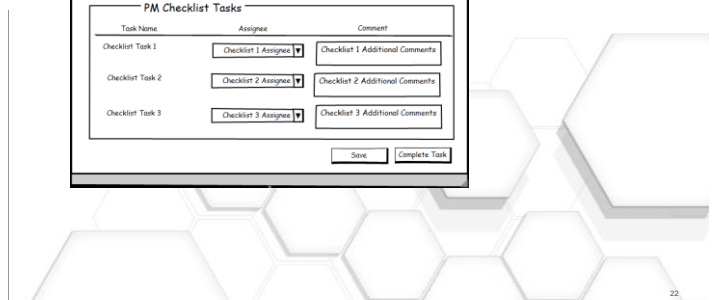 PM Checklist Tasks
Task Name Assignee Comment
Checklist Task 1 Checklist 1 Assignee Checklist 1 Additional Comments
Checklist Task 2 Checklist 2 Assignee Checklist 2 Additional Comments
Checklist Task 3 Checklist 3 Assignee Checklist 3 Additional Comments
Save Complete Task
22